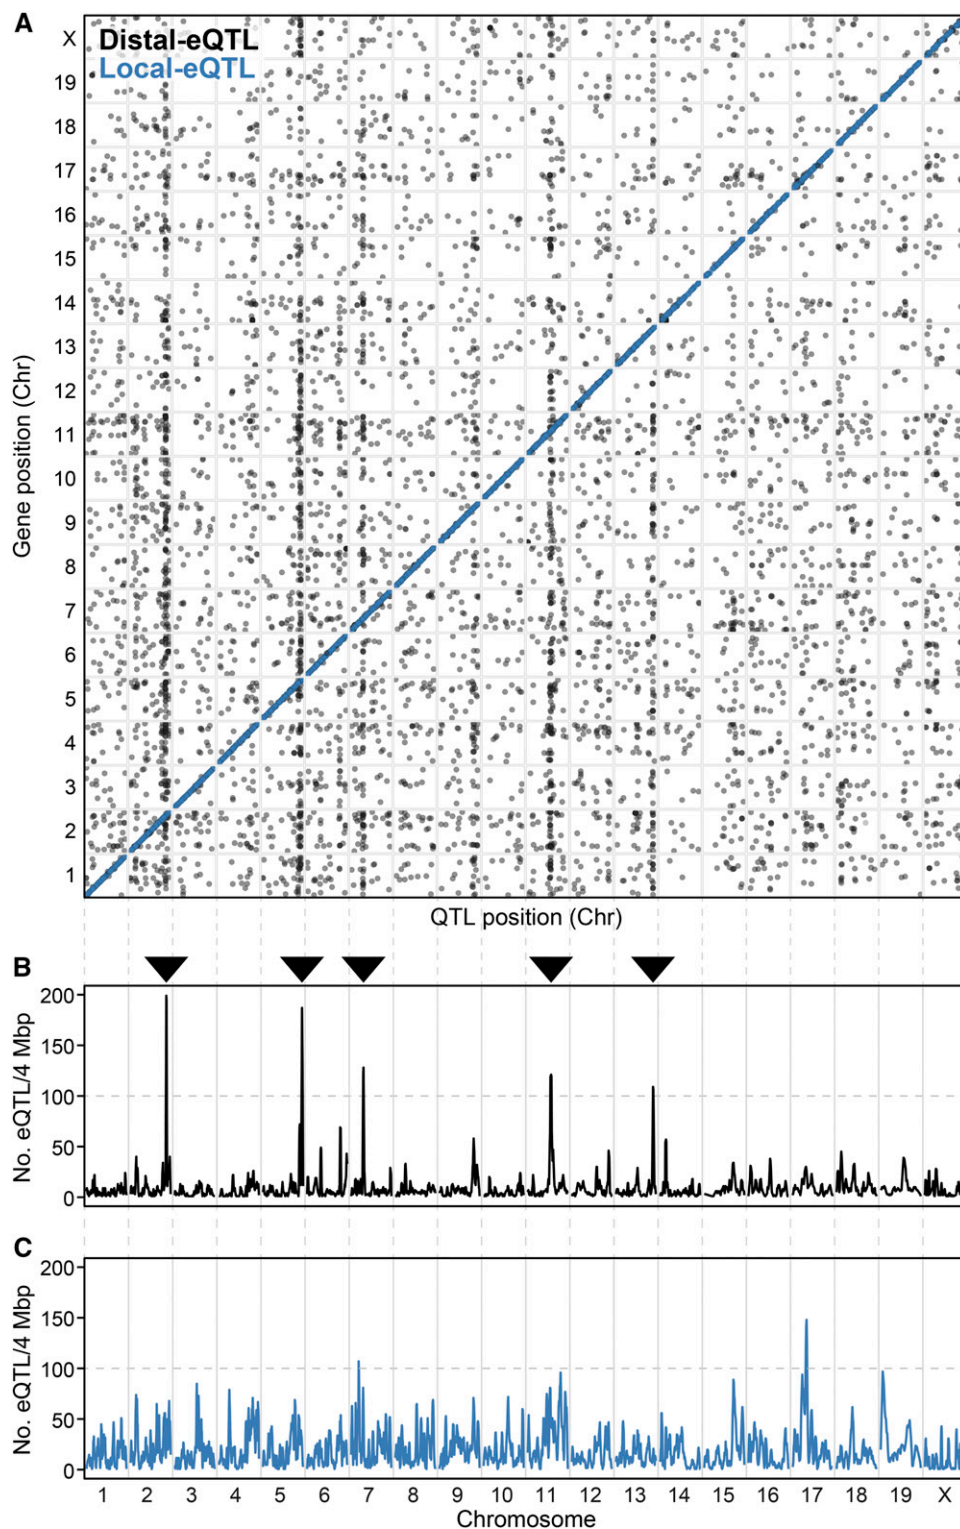 A
Distal-eQTL
Local-eQTL
Gene position (Chr)
X
19
18
17
16
15
14
13
12
11
10
9
8
7
6
5
4
3
2
1
QTL position (Chr)
B
No. eQTL/4 Mbp
200
150
100
50
0
C
No. eQTL/4 Mbp
200
150
100
50
0
1 2 3 4 5 6 7 8 9 10 11 12 13 14 15 16 17 18 19 X
Chromosome